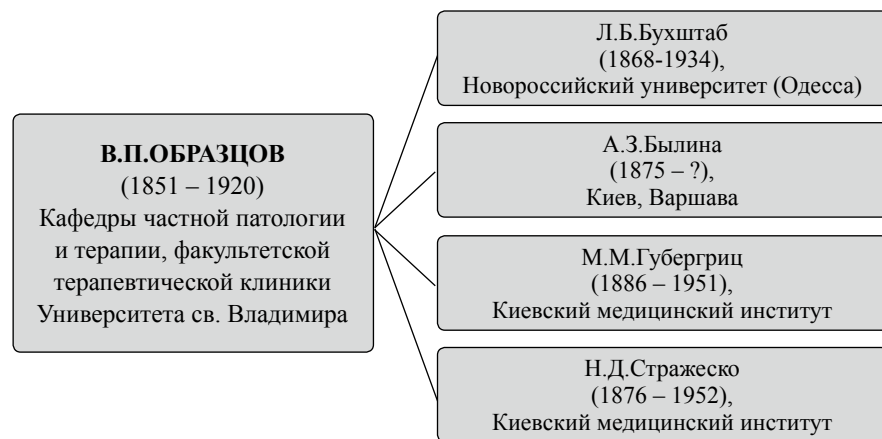 В.П.ОБРАЗЦОВ
(1851 – 1920)
Кафедры частной патологии
и терапии, факультетской
терапевтической клиники
Университета св. Владимира
Л.Б.Бухштаб
(1868-1934),
Новороссийский университет (Одесса)
А.З.Былина
(1875 – ?),
Киев, Варшава
М.М.Губергриц
(1886 – 1951),
Киевский медицинский институт
Н.Д.Стражеско
(1876 – 1952),
Киевский медицинский институт